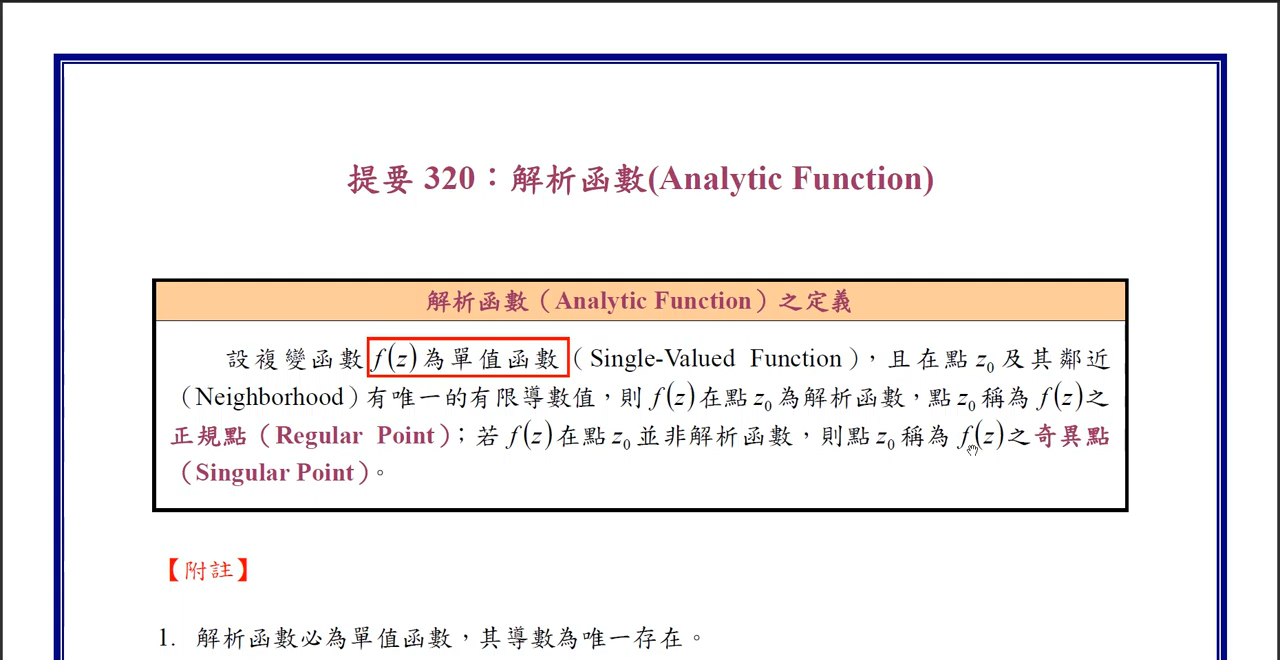 提要 320：解析函數(Analytic Function)
解析函數（Analytic Function）之定義
設複變函數 f(z) 為單值函數（Single-Valued Function），且在點 z₀ 及其鄰近
（Neighborhood）有唯一的有限導數值，則 f(z) 在點 z₀ 為解析函數，點 z₀ 稱為 f(z) 之
正規點（Regular Point）；若 f(z) 在點 z₀ 並非解析函數，則點 z₀ 稱為 f(z) 之奇異點
（Singular Point）。
【附註】
1. 解析函數必為單值函數，其導數為唯一存在。